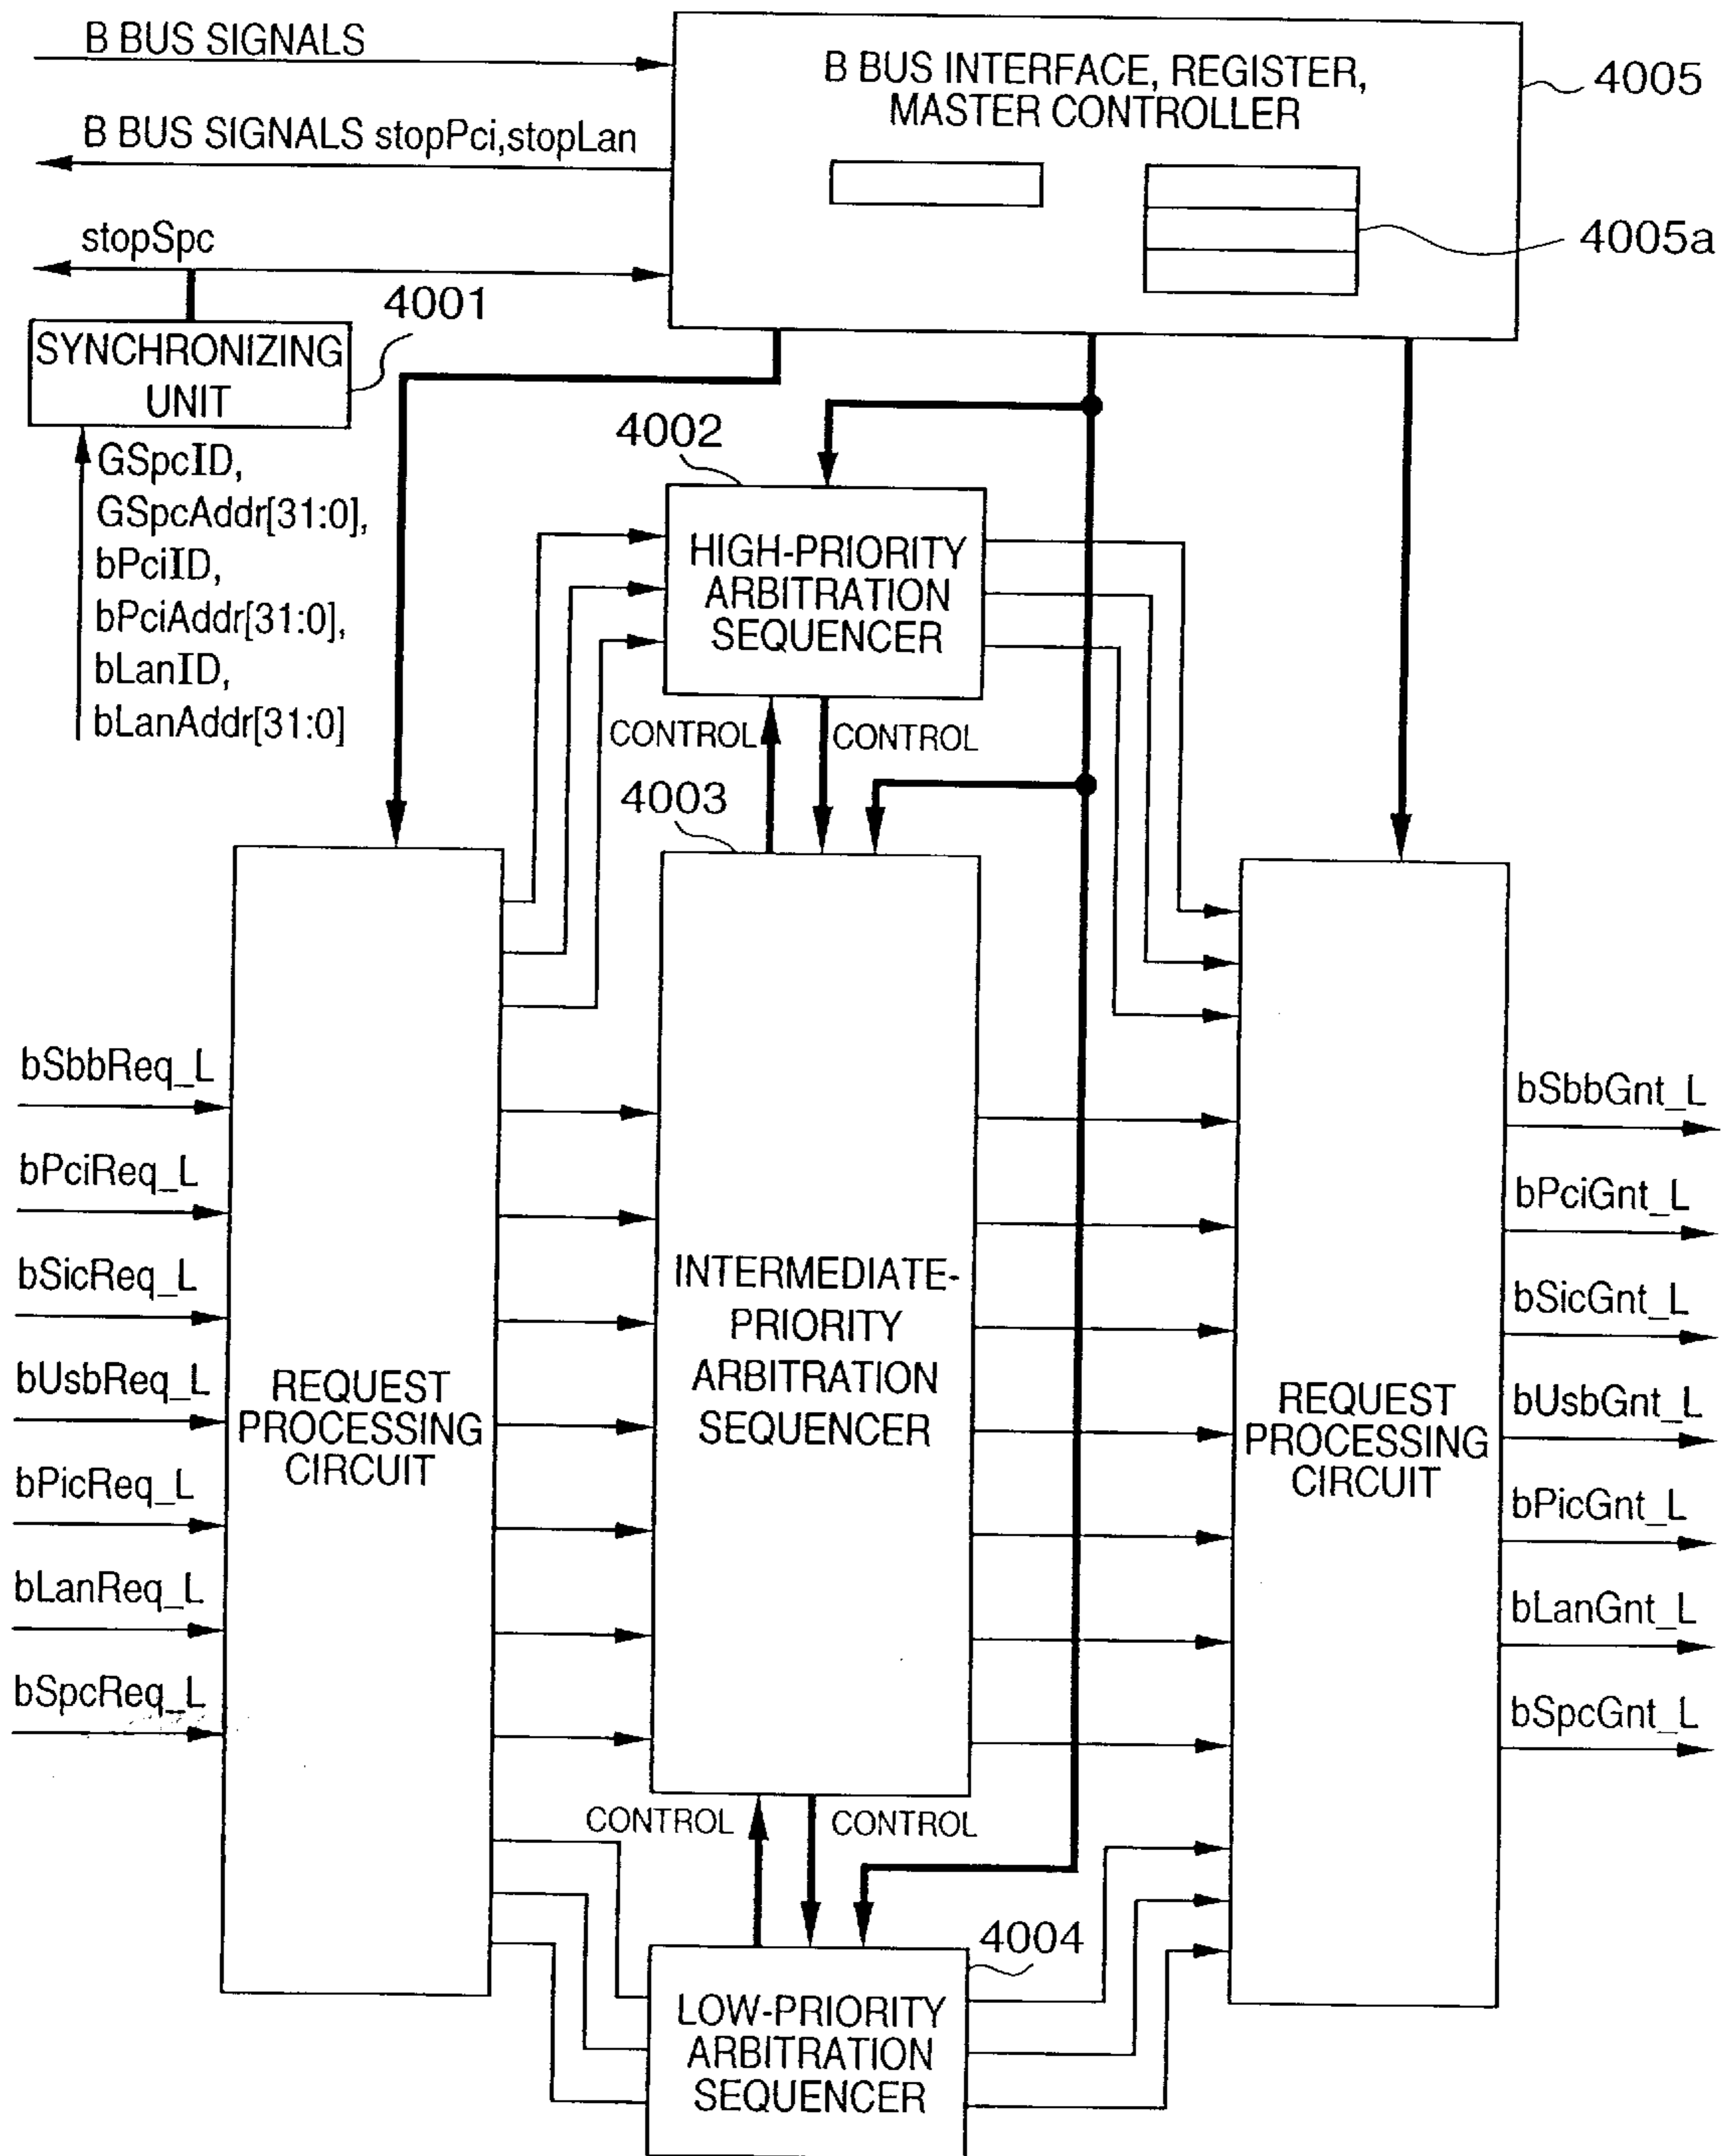 B BUS SIGNALS
B BUS INTERFACE, REGISTER,
MASTER CONTROLLER
4005
B BUS SIGNALS stopPci,stopLan
4005a
stopSpc
4001
SYNCHRONIZING
UNIT
GSpcID,
GSpcAddr[31:0],
bPciID,
bPciAddr[31:0],
bLanID,
bLanAddr[31:0]
4002
HIGH-PRIORITY
ARBITRATION
SEQUENCER
CONTROL
CONTROL
4003
bSbbReq_L
bPciReq_L
bSicReq_L
bUsbReq_L
bPicReq_L
bLanReq_L
bSpcReq_L
REQUEST
PROCESSING
CIRCUIT
INTERMEDIATE-
PRIORITY
ARBITRATION
SEQUENCER
REQUEST
PROCESSING
CIRCUIT
bSbbGnt_L
bPciGnt_L
bSicGnt_L
bUsbGnt_L
bPicGnt_L
bLanGnt_L
bSpcGnt_L
CONTROL
CONTROL
4004
LOW-PRIORITY
ARBITRATION
SEQUENCER